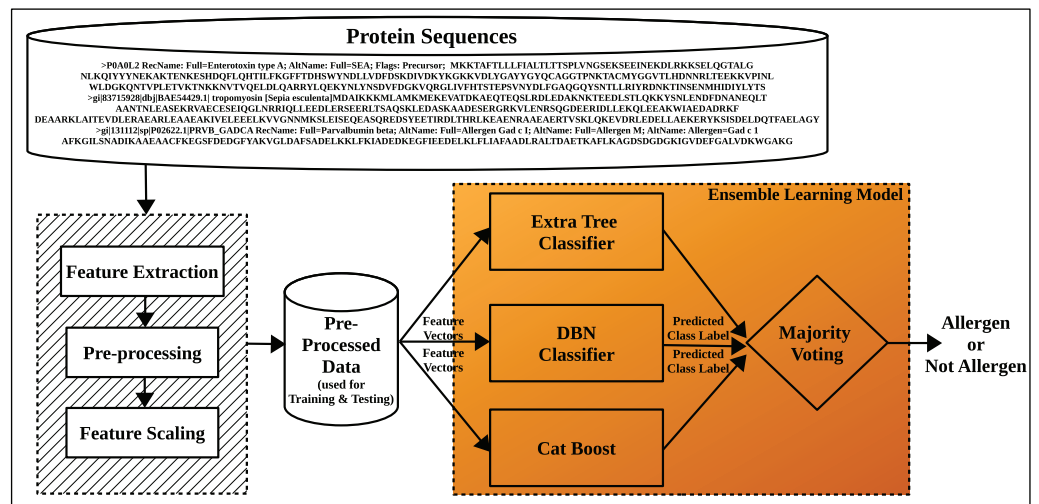 Protein Sequences
>P0A0L2 RecName: Full=Enterotoxin type A; AltName: Full=SEA; Flags: Precursor; MKKTAFTLLLFIALTLTTSPLVNGSEKSEEINEKDLRKKSELQGTALG
NLKQIYYYNEKAKTENKESHDQFLQHTILFKGFFTDHSWYNDLLVDFDSKDIVDKYKGKKVDLYGAYYGYQCAGGTPNKTACMYGGVTLHDNNRLTEEKKVPINL
WLDGKQNTVPLETVKTNKKNVTVQELDLQARRYLQEKYNLYNSDVFDGKVQRGLIVFHTSTEPSVNYDLFGAQGQYSNTLLRIYRDNKTINSENMHIDIYLYTS
>gi|83715928|dbj|BAE54429.1| tropomyosin [Sepia esculenta]MDAIKKKMLAMKMEKEVATDKAEQTEQSLRDLEDAKNKTEEDLSTLQKKYSNLENDFDNANEQLT
AANTNLEASEKRVAECESEIQGLNRRIQLLEEDLERSEERLTSAQSKLEDASKAADESERGRKVLENRSQGDEERIDLLEKQLEEAKWIAEDADRKF
DEAARKLAITEVDLERAEARLEAAEAKIVELEEELKVVGNNMKSLEISEQEASQREDSYEETIRDLTHRLKEAENRAAEAERTVSKLQKEVDRLEDELLAEKERYKSISDELDQTFAELAGY
>gi|131112|sp|P02622.1|PRVB_GADCA RecName: Full=Parvalbumin beta; AltName: Full=Allergen Gad c I; AltName: Full=Allergen M; AltName: Allergen=Gad c 1
AFKGILSNADIKAAEAACFKEGSFDEDGFYAKVGLDAFSADELKKLFKIADEDKEGFIEEDELKLFLIAFAADLRALTDAETKAFLKAGDSDGDGKIGVDEFGALVDKWGAKG
Feature Extraction
Pre-processing
Feature Scaling
Pre-
Processed
Data
(used for
Training & Testing)
Feature
Vectors
Feature
Vectors
Ensemble Learning Model
Extra Tree
Classifier
DBN
Classifier
Cat Boost
Predicted
Class Label
Predicted
Class Label
Majority
Voting
Allergen
or
Not Allergen